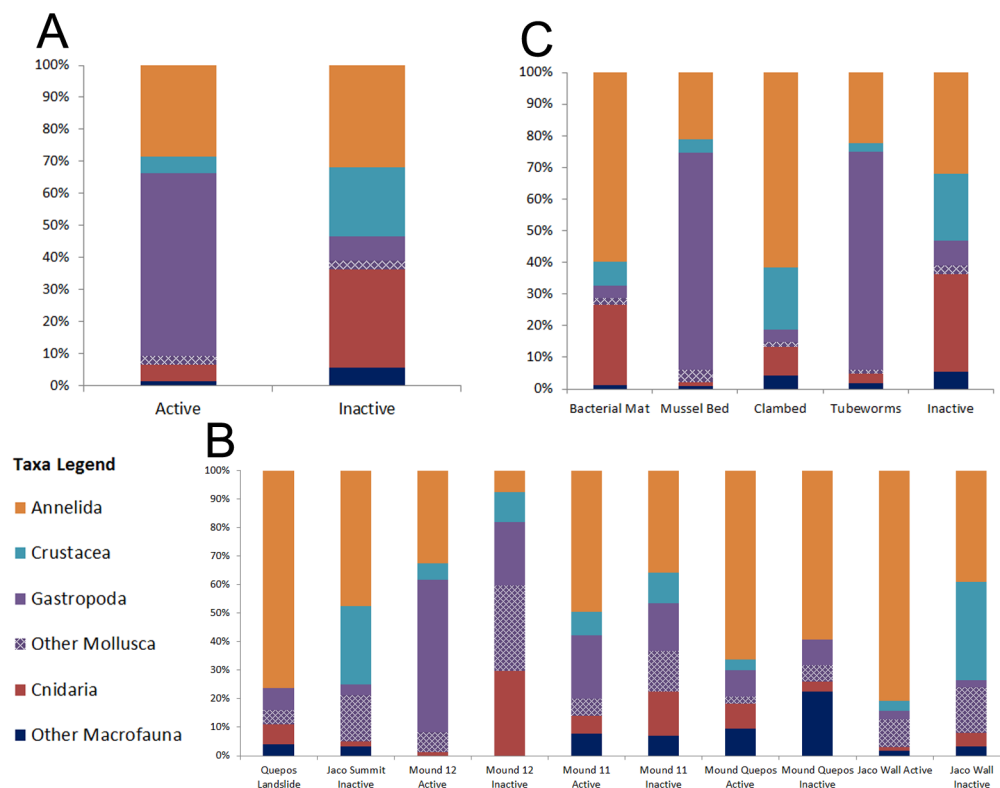 A
100%
90%
80%
70%
60%
50%
40%
30%
20%
10%
0%
Active Inactive
C
100%
90%
80%
70%
60%
50%
40%
30%
20%
10%
0%
Bacterial Mat Mussel Bed Clambed Tubeworms Inactive
Taxa Legend
Annelida
Crustacea
Gastropoda
Other Mollusca
Cnidaria
Other Macrofauna
B
100%
90%
80%
70%
60%
50%
40%
30%
20%
10%
0%
Quepos Jaco Summit Mound 12 Mound 12 Mound 11 Mound 11 Mound Quepos Mound Quepos Jaco Wall Active Jaco Wall
Landslide Inactive Active Inactive Active Inactive Active Inactive Inactive